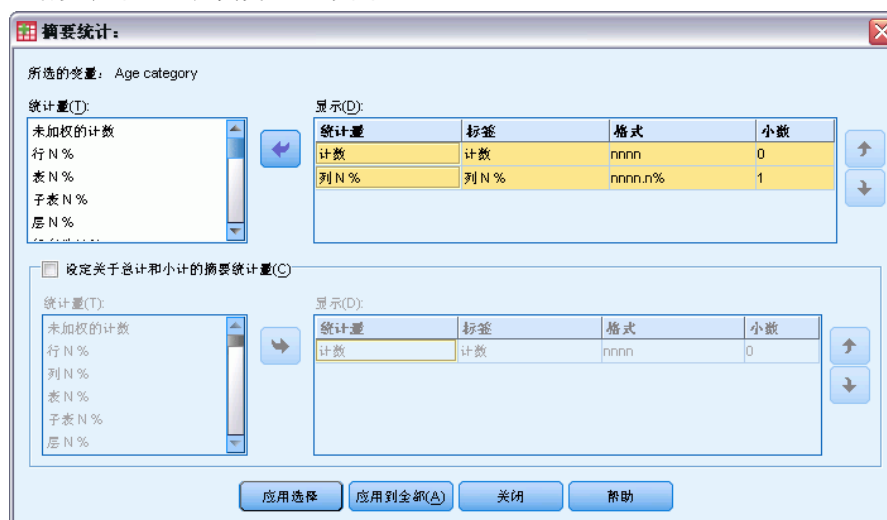 摘要统计：
所选的变量： Age category
统计量(T):
显示(D):
未加权的计数
行 N %
表 N %
子表 N %
层 N %
统计量 标签 格式 小数
计数 计数 nnnn 0
列 N % 列 N % nnnn.n% 1
设定关于总计和小计的摘要统计量(C)
统计量(T):
显示(D):
未加权的计数
行 N %
列 N %
表 N %
子表 N %
层 N %
统计量 标签 格式 小数
计数 计数 nnnn 0
应用选择 应用到全部(A) 关闭 帮助